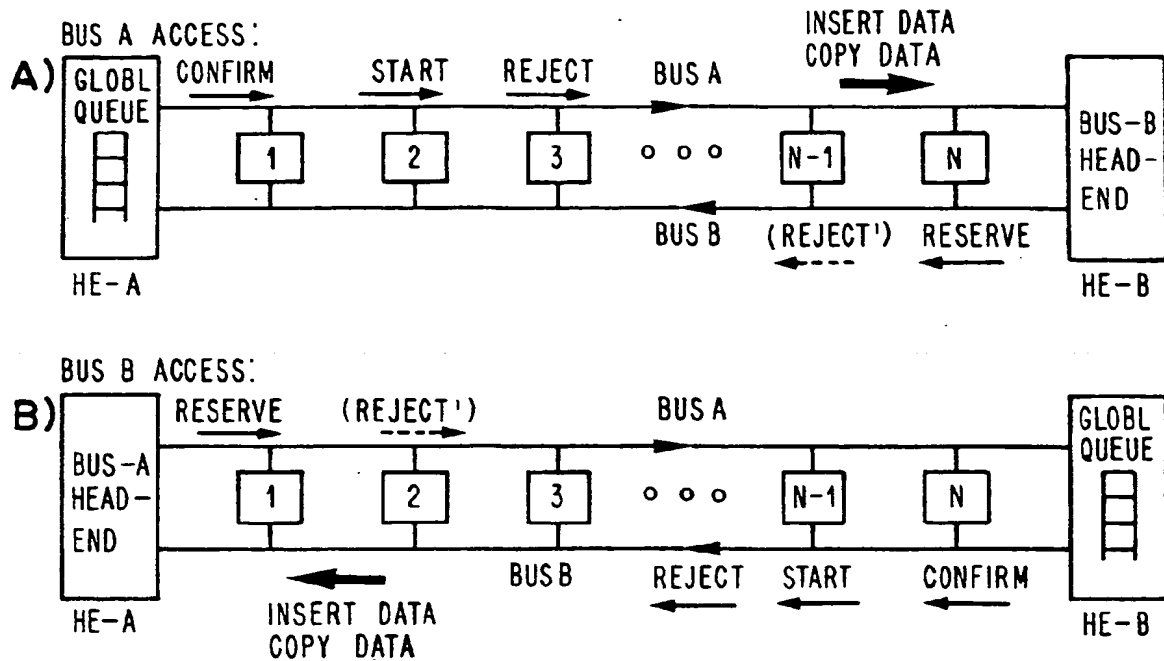 BUS A ACCESS:
A)
GLOBL
QUEUE
CONFIRM
START
REJECT
BUS A
INSERT DATA
COPY DATA
1
2
3
N-1
N
BUS-B
HEAD-
END
BUS B
(REJECT')
RESERVE
HE-A
HE-B
BUS B ACCESS:
B)
RESERVE
(REJECT')
BUS A
GLOBL
QUEUE
BUS-A
HEAD-
END
1
2
3
N-1
N
BUS B
REJECT
START
CONFIRM
INSERT DATA
COPY DATA
HE-A
HE-B